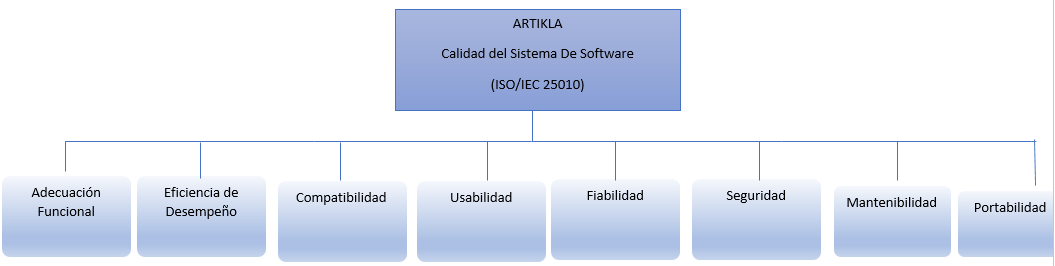 ARTIKLA
Calidad del Sistema De Software
(ISO/IEC 25010)
Adecuación
Funcional
Eficiencia de
Desempeño
Compatibilidad
Usabilidad
Fiabilidad
Seguridad
Mantenibilidad
Portabilidad